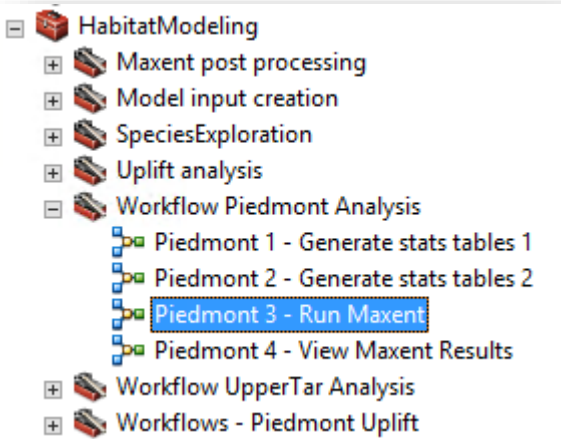 HabitatModeling
Maxent post processing
Model input creation
SpeciesExploration
Uplift analysis
Workflow Piedmont Analysis
Piedmont 1 - Generate stats tables 1
Piedmont 2 - Generate stats tables 2
Piedmont 3 - Run Maxent
Piedmont 4 - View Maxent Results
Workflow UpperTar Analysis
Workflows - Piedmont Uplift